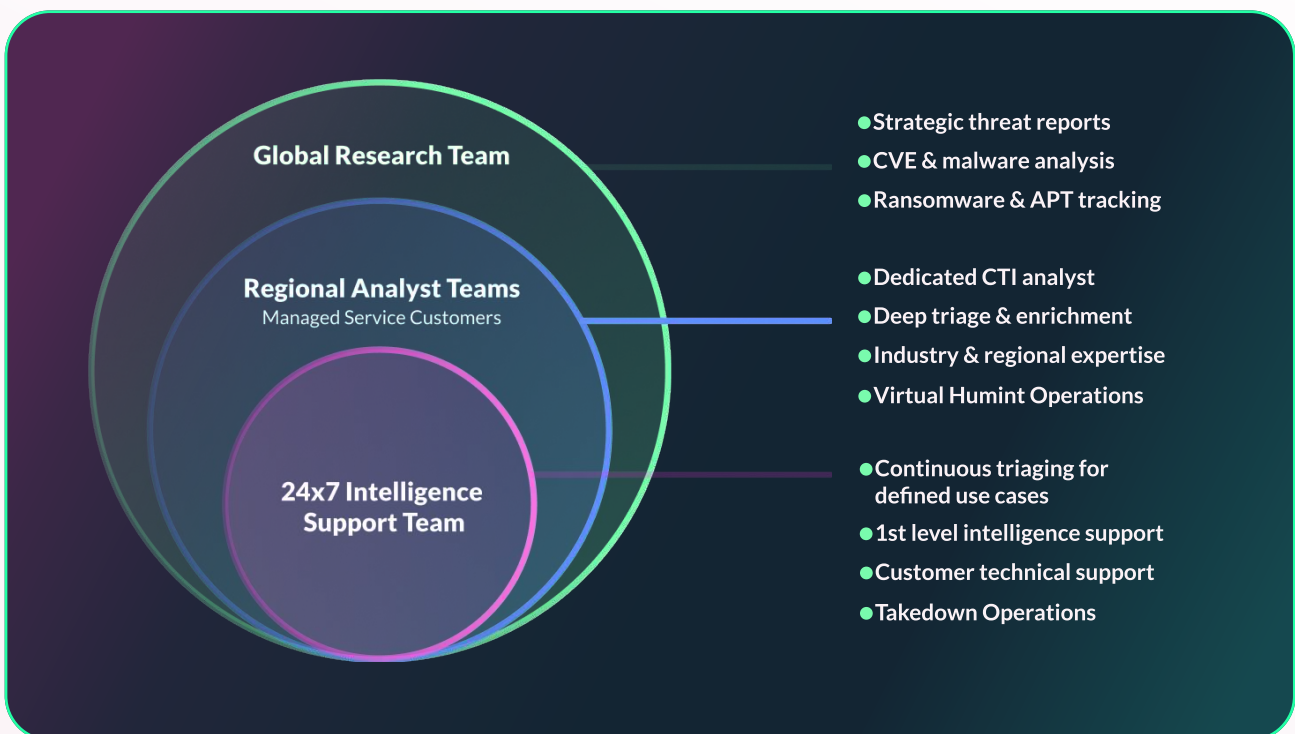 Global Research Team
Regional Analyst Teams
Managed Service Customers
24x7 Intelligence
Support Team
Strategic threat reports
CVE & malware analysis
Ransomware & APT tracking
Dedicated CTI analyst
Deep triage & enrichment
Industry & regional expertise
Virtual Humint Operations
Continuous triaging for
defined use cases
1st level intelligence support
Customer technical support
Takedown Operations